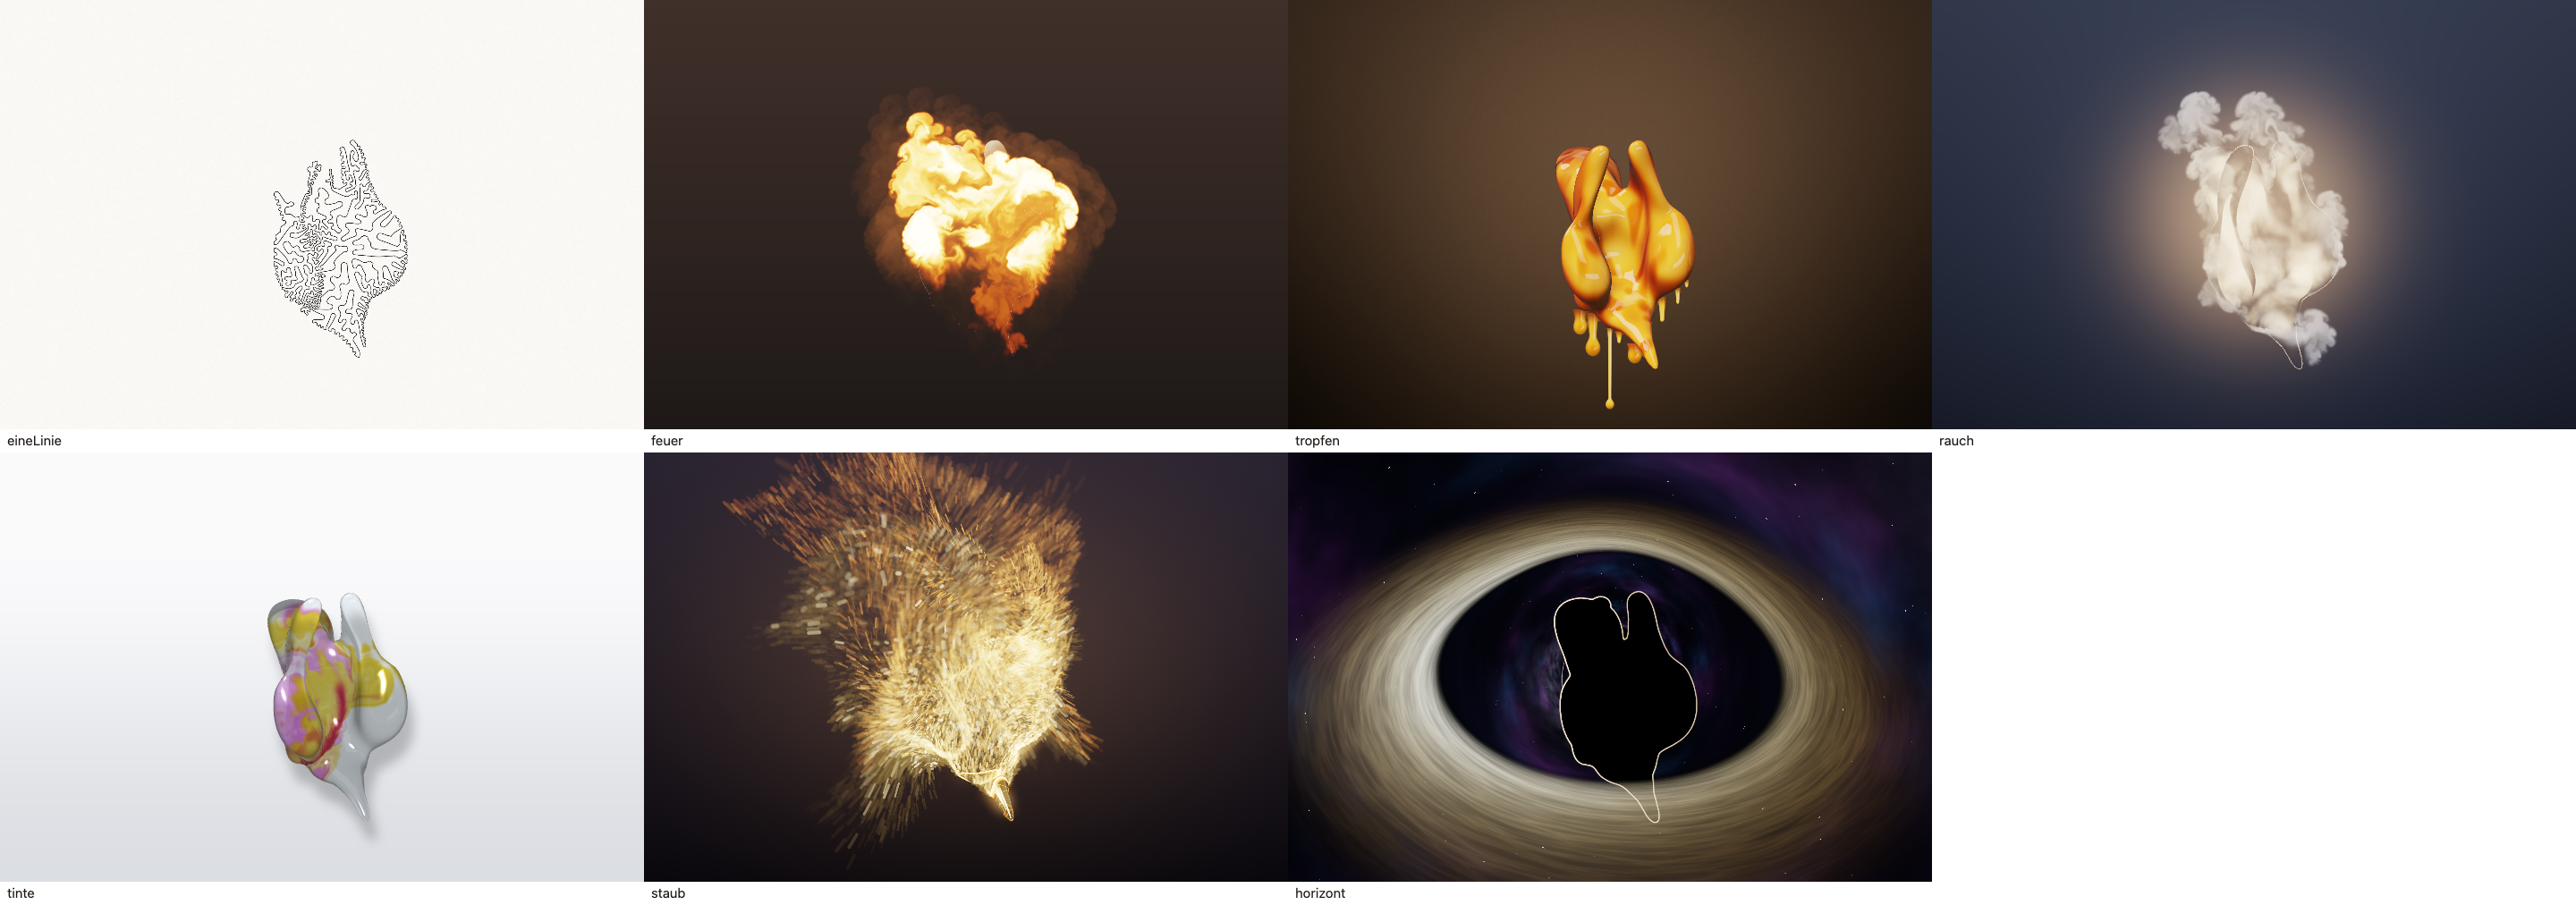 eineLinie
feuer
tropfen
rauch
tinte
staub
horizont